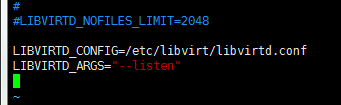 #
#LIBVIRTD_NOFILES_LIMIT=2048
LIBVIRTD_CONFIG=/etc/libvirt/libvirtd.conf
LIBVIRTD_ARGS="--listen"
~